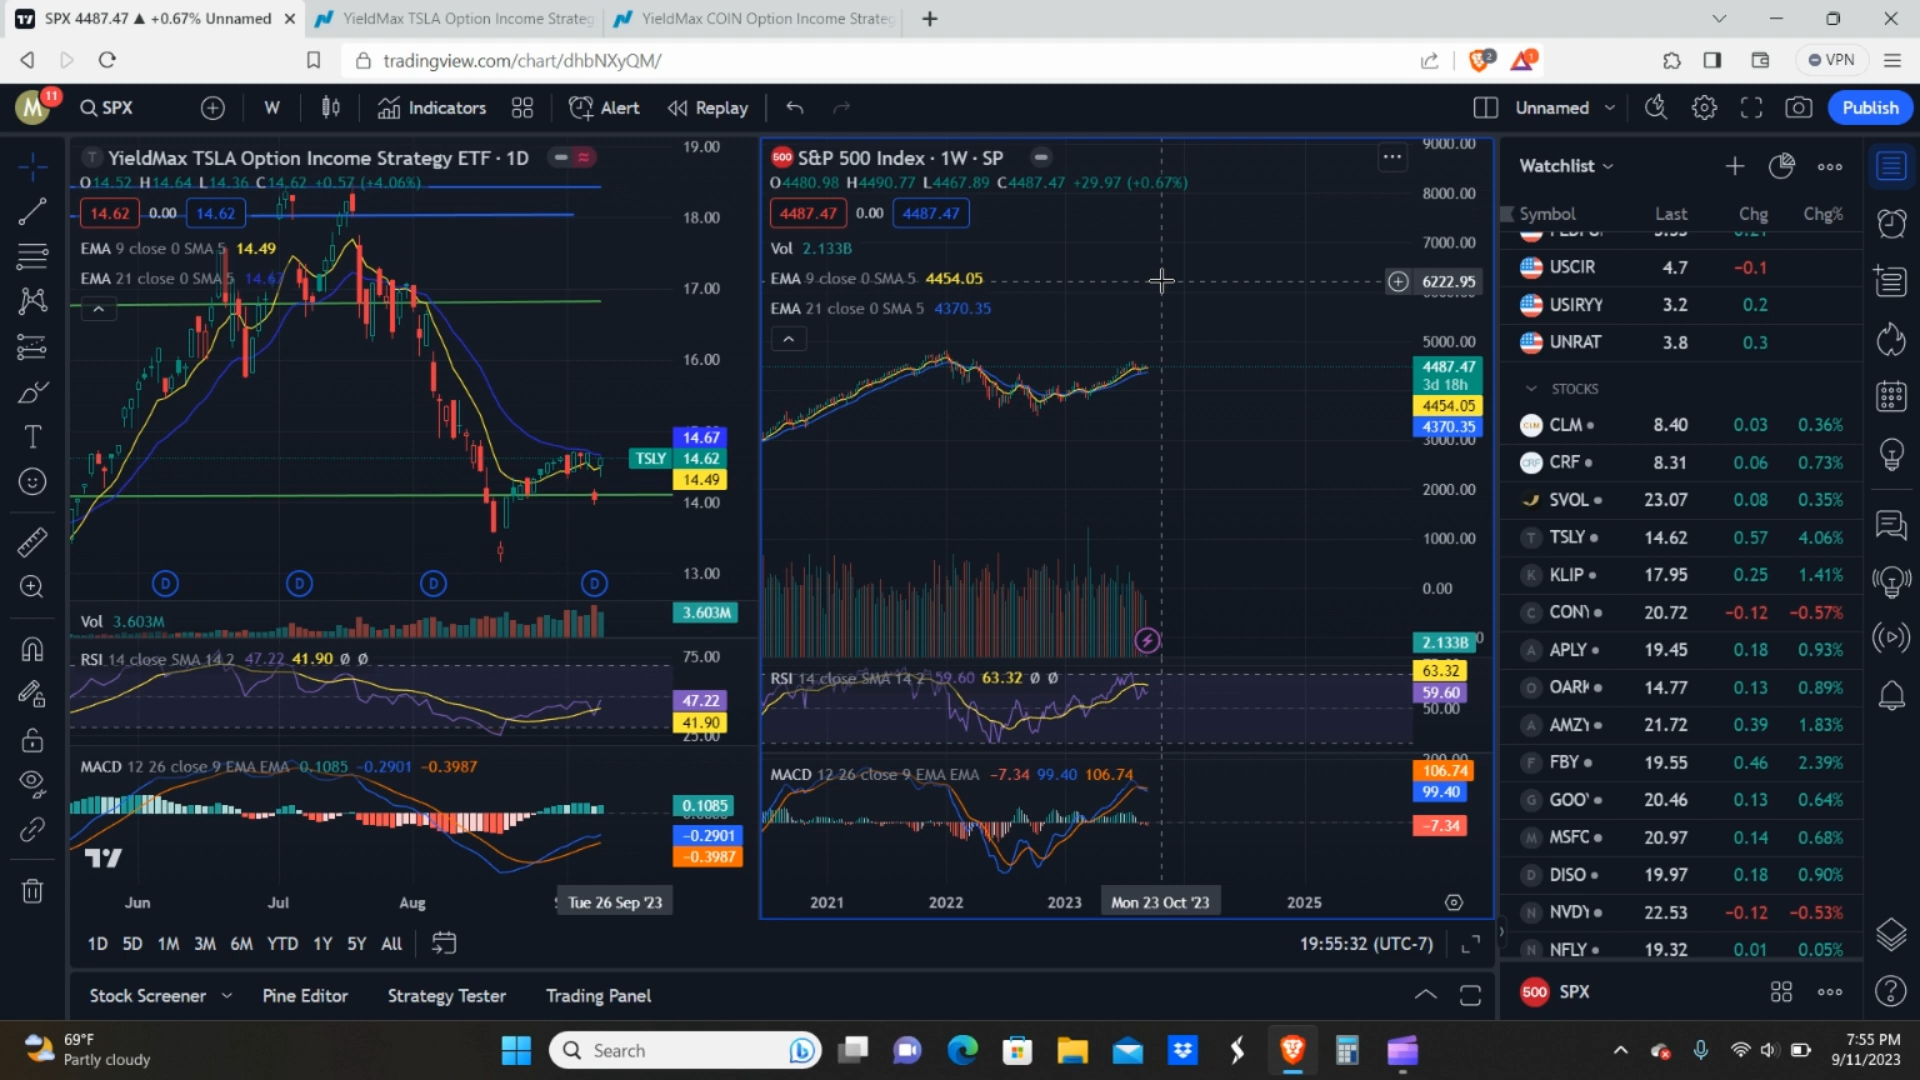 SPX 4487.47 ▲ +0.67% Unnamed
YieldMax TSLA Option Income Strateg
YieldMax COIN Option Income Strateg
tradingview.com/chart/dhbNXyQM/
2
1
VPN
M
11
SPX
W
Indicators
Alert
Replay
Unnamed
Publish
T YieldMax TSLA Option Income Strategy ETF · 1D
O14.52 H14.64 L14.36 C14.62 +0.57 (+4.06%)
14.62 0.00 14.62
EMA 9 close 0 SMA 5 14.49
EMA 21 close 0 SMA 5 14.67
19.00
18.00
17.00
16.00
14.67
TSLY 14.62
14.49
14.00
13.00
D D D D
Vol 3.603M
3.603M
RSI 14 close SMA 14 2 47.22 41.90 Ø Ø
75.00
47.22
41.90
25.00
MACD 12 26 close 9 EMA EMA 0.1085 −0.2901 −0.3987
0.1085
−0.2901
−0.3987
Jun Jul Aug Tue 26 Sep '23
500 S&P 500 Index · 1W · SP
O4480.98 H4490.77 L4467.89 C4487.47 +29.97 (+0.67%)
4487.47 0.00 4487.47
Vol 2.133B
EMA 9 close 0 SMA 5 4454.05
EMA 21 close 0 SMA 5 4370.35
9000.00
8000.00
7000.00
6222.95
5000.00
4487.47
3d 18h
4454.05
4370.35
3000.00
2000.00
1000.00
0.00
2.133B
RSI 14 close SMA 14 2 59.60 63.32 Ø Ø
63.32
59.60
50.00
MACD 12 26 close 9 EMA EMA −7.34 99.40 106.74
200.00
106.74
99.40
−7.34
2021 2022 2023 Mon 23 Oct '23 2025
1D 5D 1M 3M 6M YTD 1Y 5Y All
19:55:32 (UTC-7)
Stock Screener Pine Editor Strategy Tester Trading Panel
Watchlist
Symbol Last Chg Chg%
USCIR 4.7 −0.1
USIRYY 3.2 0.2
UNRAT 3.8 0.3
STOCKS
CLM 8.40 0.03 0.36%
CRF 8.31 0.06 0.73%
SVOL 23.07 0.08 0.35%
T TSLY 14.62 0.57 4.06%
K KLIP 17.95 0.25 1.41%
C CONY 20.72 −0.12 −0.57%
A APLY 19.45 0.18 0.93%
O OARK 14.77 0.13 0.89%
A AMZY 21.72 0.39 1.83%
F FBY 19.55 0.46 2.39%
G GOO 20.46 0.13 0.64%
M MSFC 20.97 0.14 0.68%
D DISO 19.97 0.18 0.90%
N NVDY 22.53 −0.12 −0.53%
N NFLY 19.32 0.01 0.05%
500 SPX
69°F
Partly cloudy
Search
7:55 PM
9/11/2023